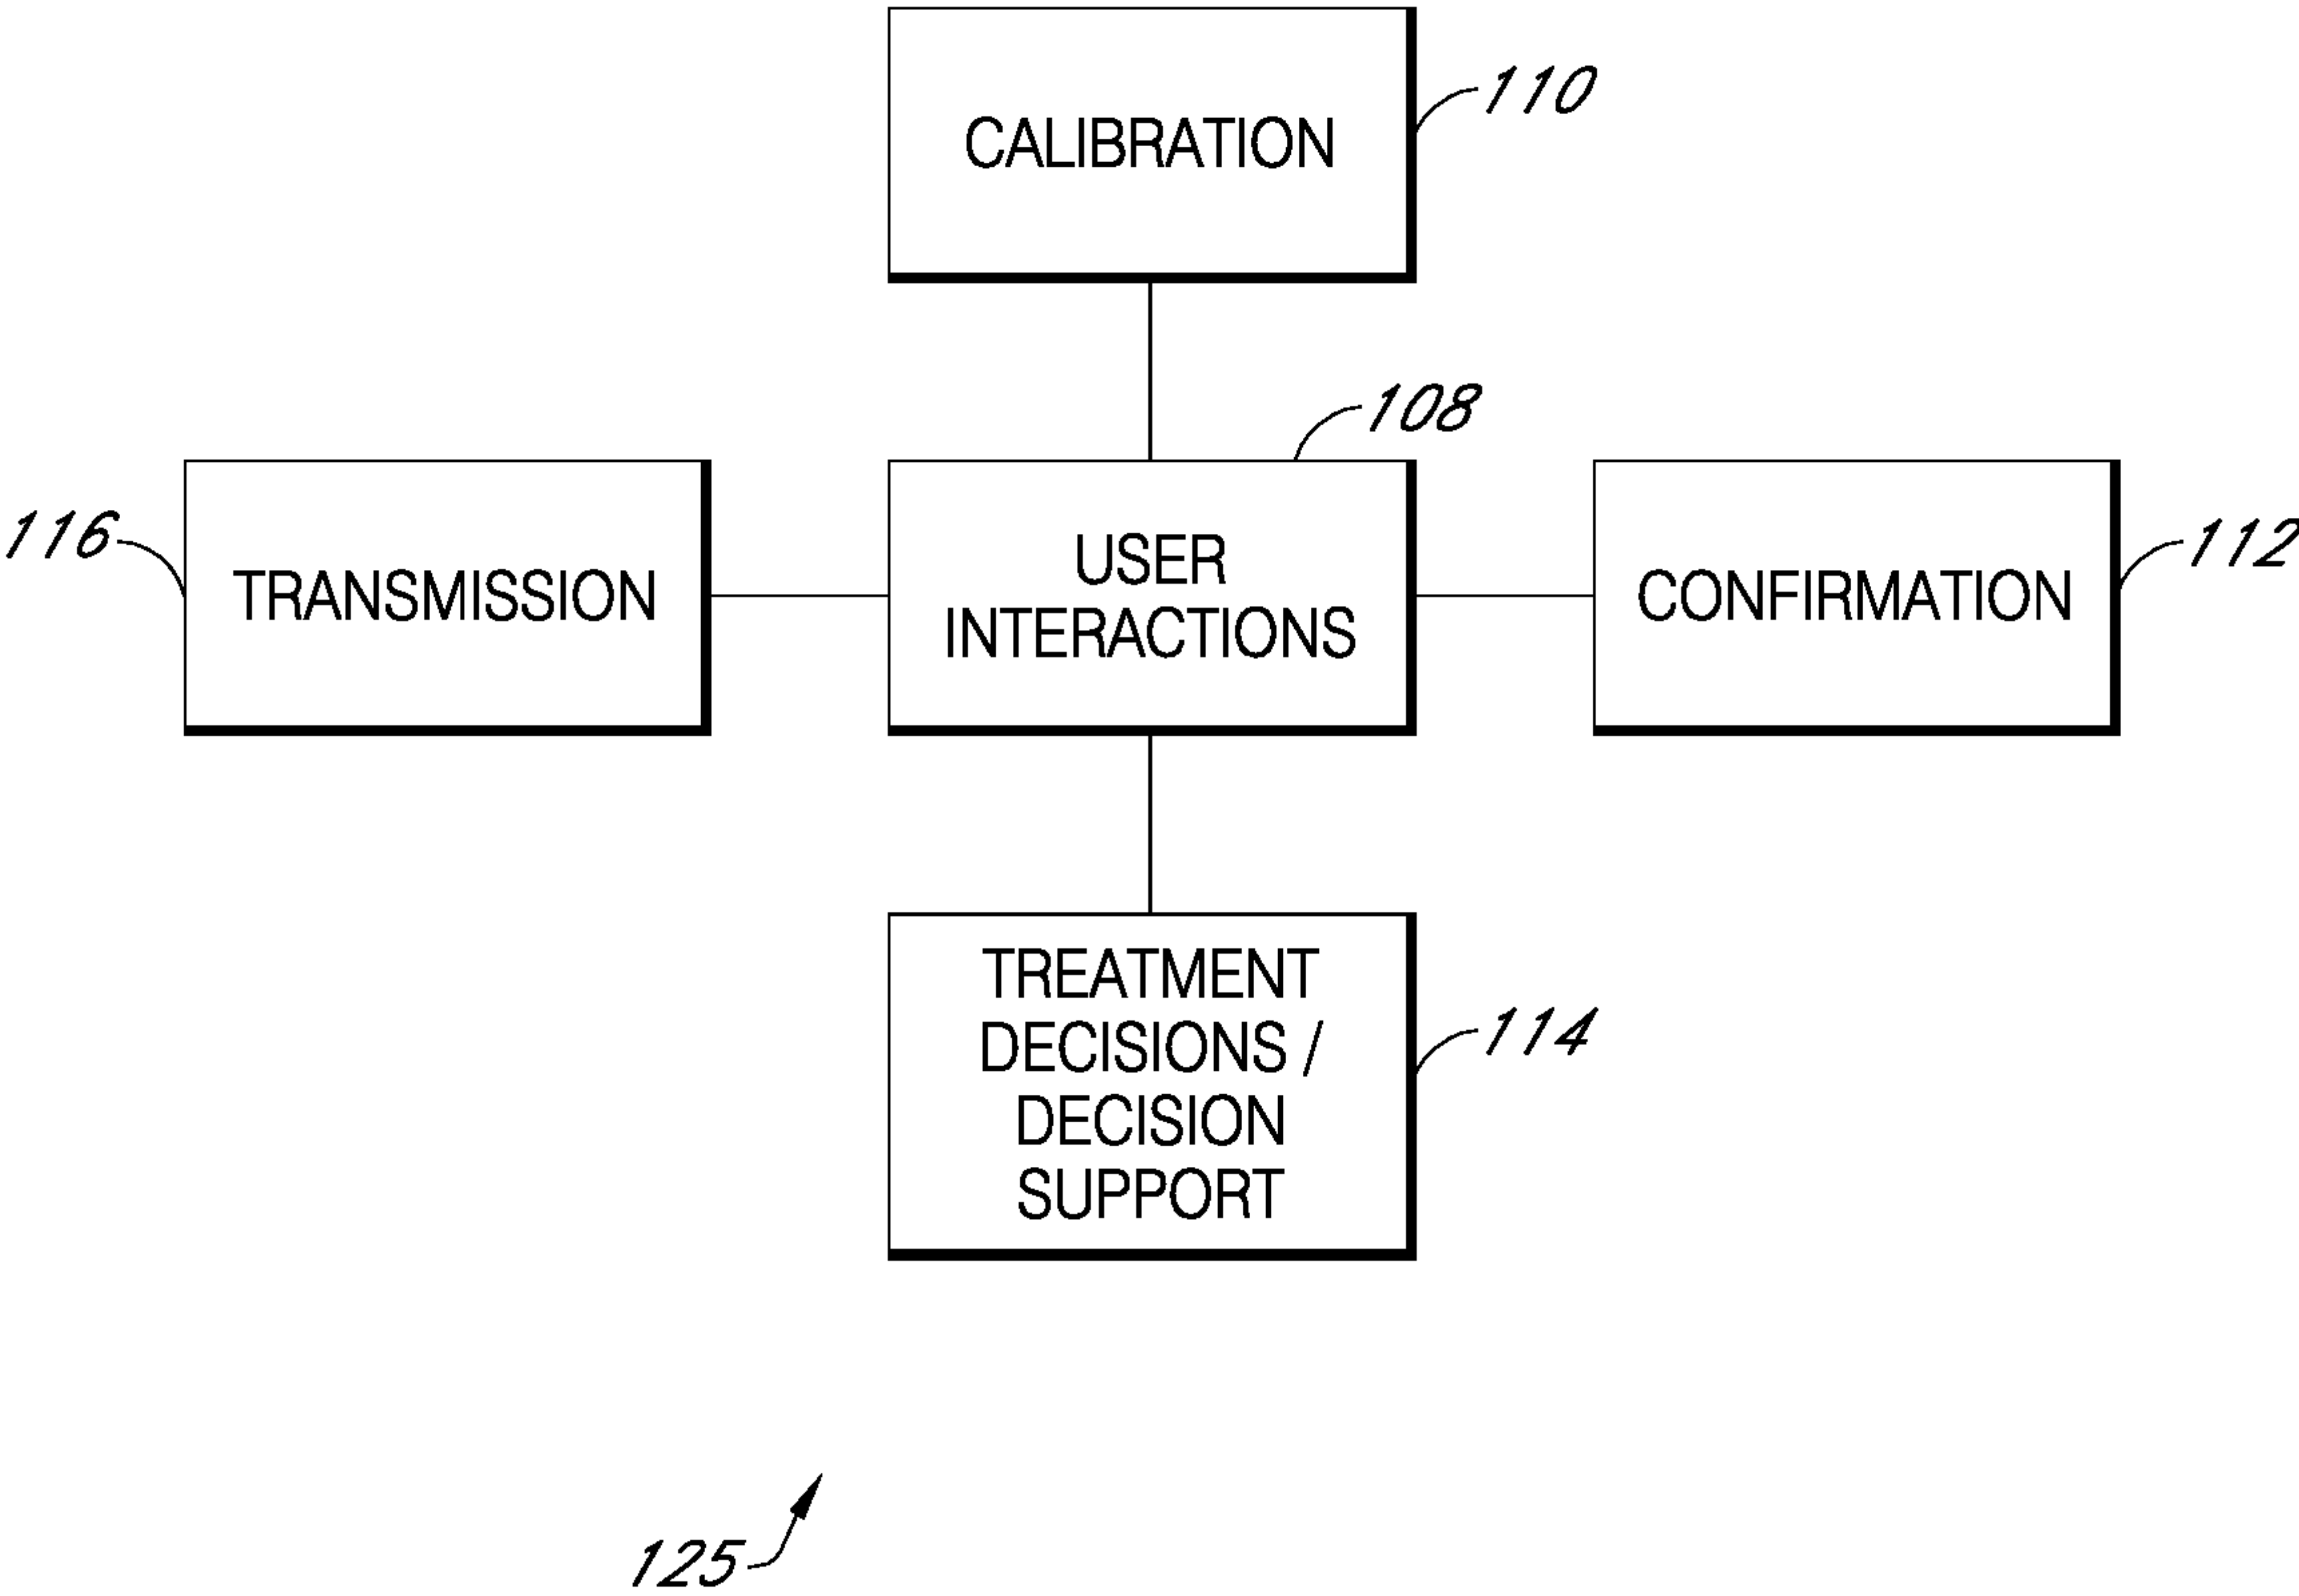 CALIBRATION
110
108
116
TRANSMISSION
USER
INTERACTIONS
CONFIRMATION
112
TREATMENT
DECISIONS /
DECISION
SUPPORT
114
125